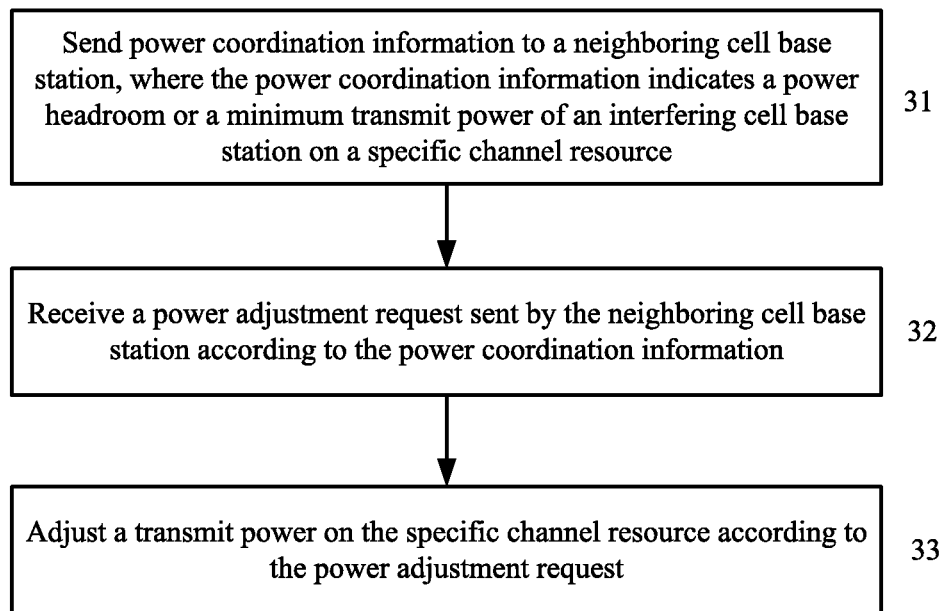 Send power coordination information to a neighboring cell base
station, where the power coordination information indicates a power
headroom or a minimum transmit power of an interfering cell base
station on a specific channel resource
31
Receive a power adjustment request sent by the neighboring cell base
station according to the power coordination information
32
Adjust a transmit power on the specific channel resource according to
the power adjustment request
33